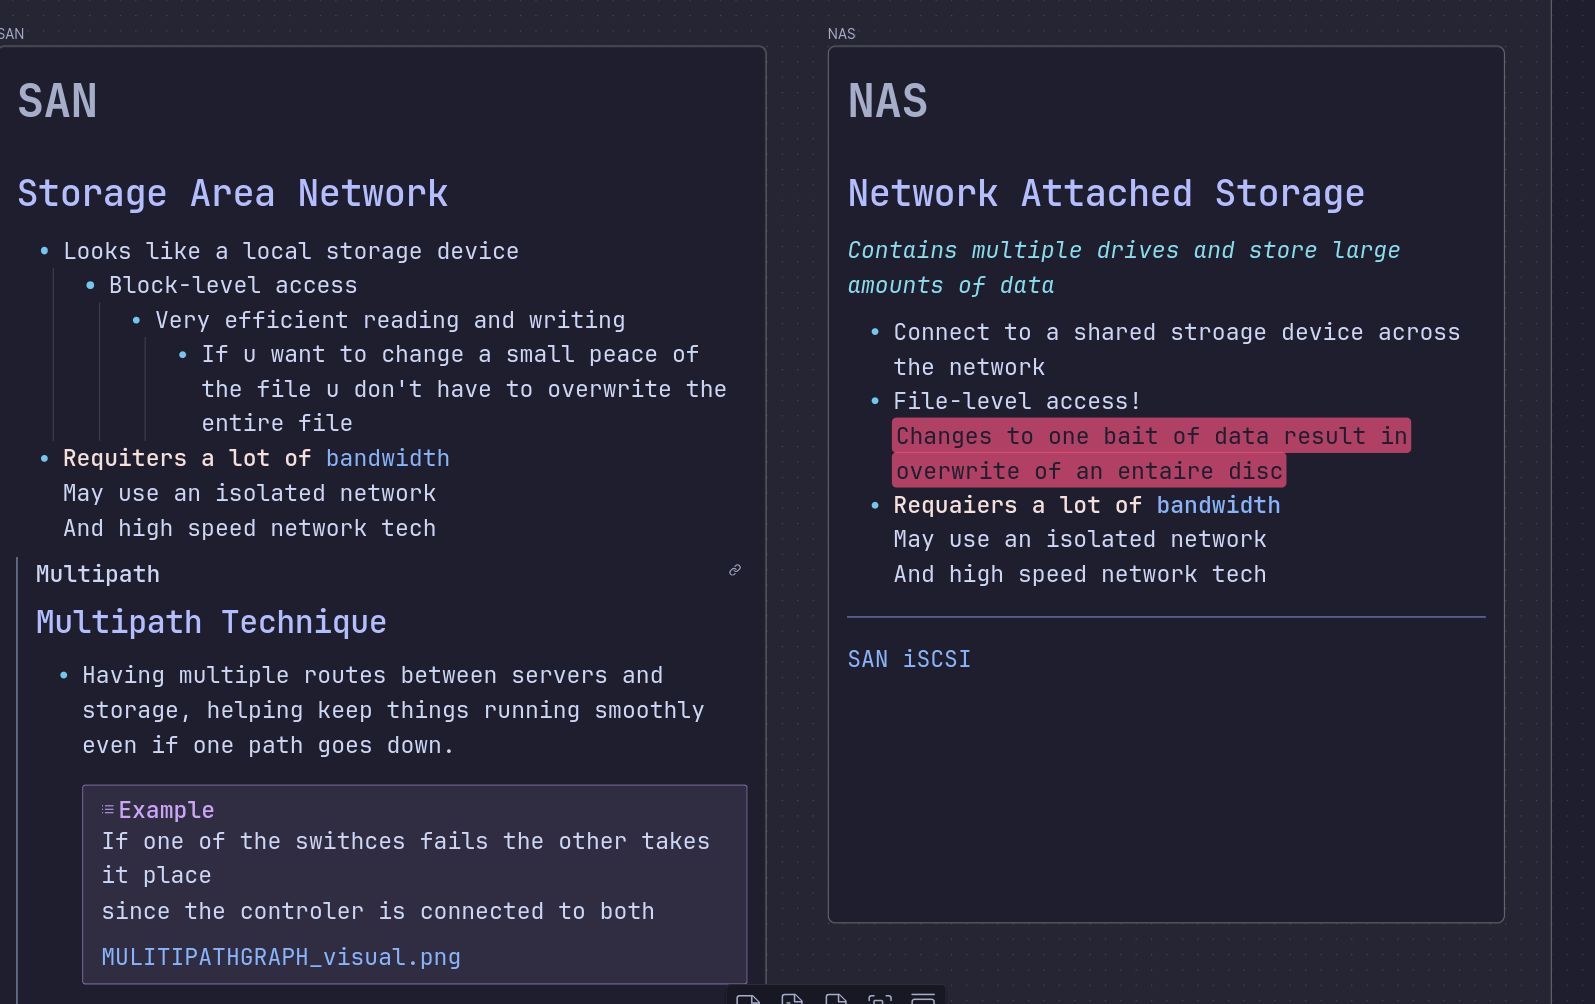 SAN
SAN
Storage Area Network
Looks like a local storage device
Block-level access
Very efficient reading and writing
If u want to change a small peace of
the file u don't have to overwrite the
entire file
Requiters a lot of bandwidth
May use an isolated network
And high speed network tech
Multipath
Multipath Technique
Having multiple routes between servers and
storage, helping keep things running smoothly
even if one path goes down.
Example
If one of the swithces fails the other takes
it place
since the controler is connected to both
MULITIPATHGRAPH_visual.png
NAS
NAS
Network Attached Storage
Contains multiple drives and store large
amounts of data
Connect to a shared stroage device across
the network
File-level access!
Changes to one bait of data result in
overwrite of an entaire disc
Requaiers a lot of bandwidth
May use an isolated network
And high speed network tech
SAN iSCSI